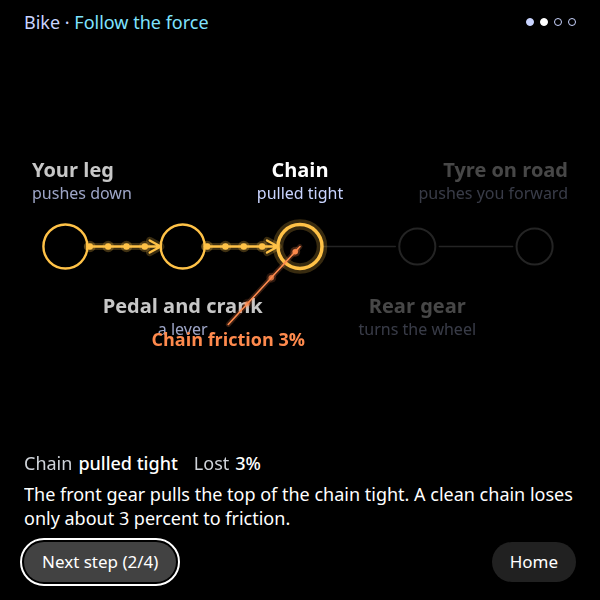 Bike · Follow the force
Your leg
pushes down
Chain
pulled tight
Tyre on road
pushes you forward
Pedal and crank
a lever
Rear gear
turns the wheel
Chain friction 3%
Chain pulled tight Lost 3%
The front gear pulls the top of the chain tight. A clean chain loses
only about 3 percent to friction.
Next step (2/4)
Home